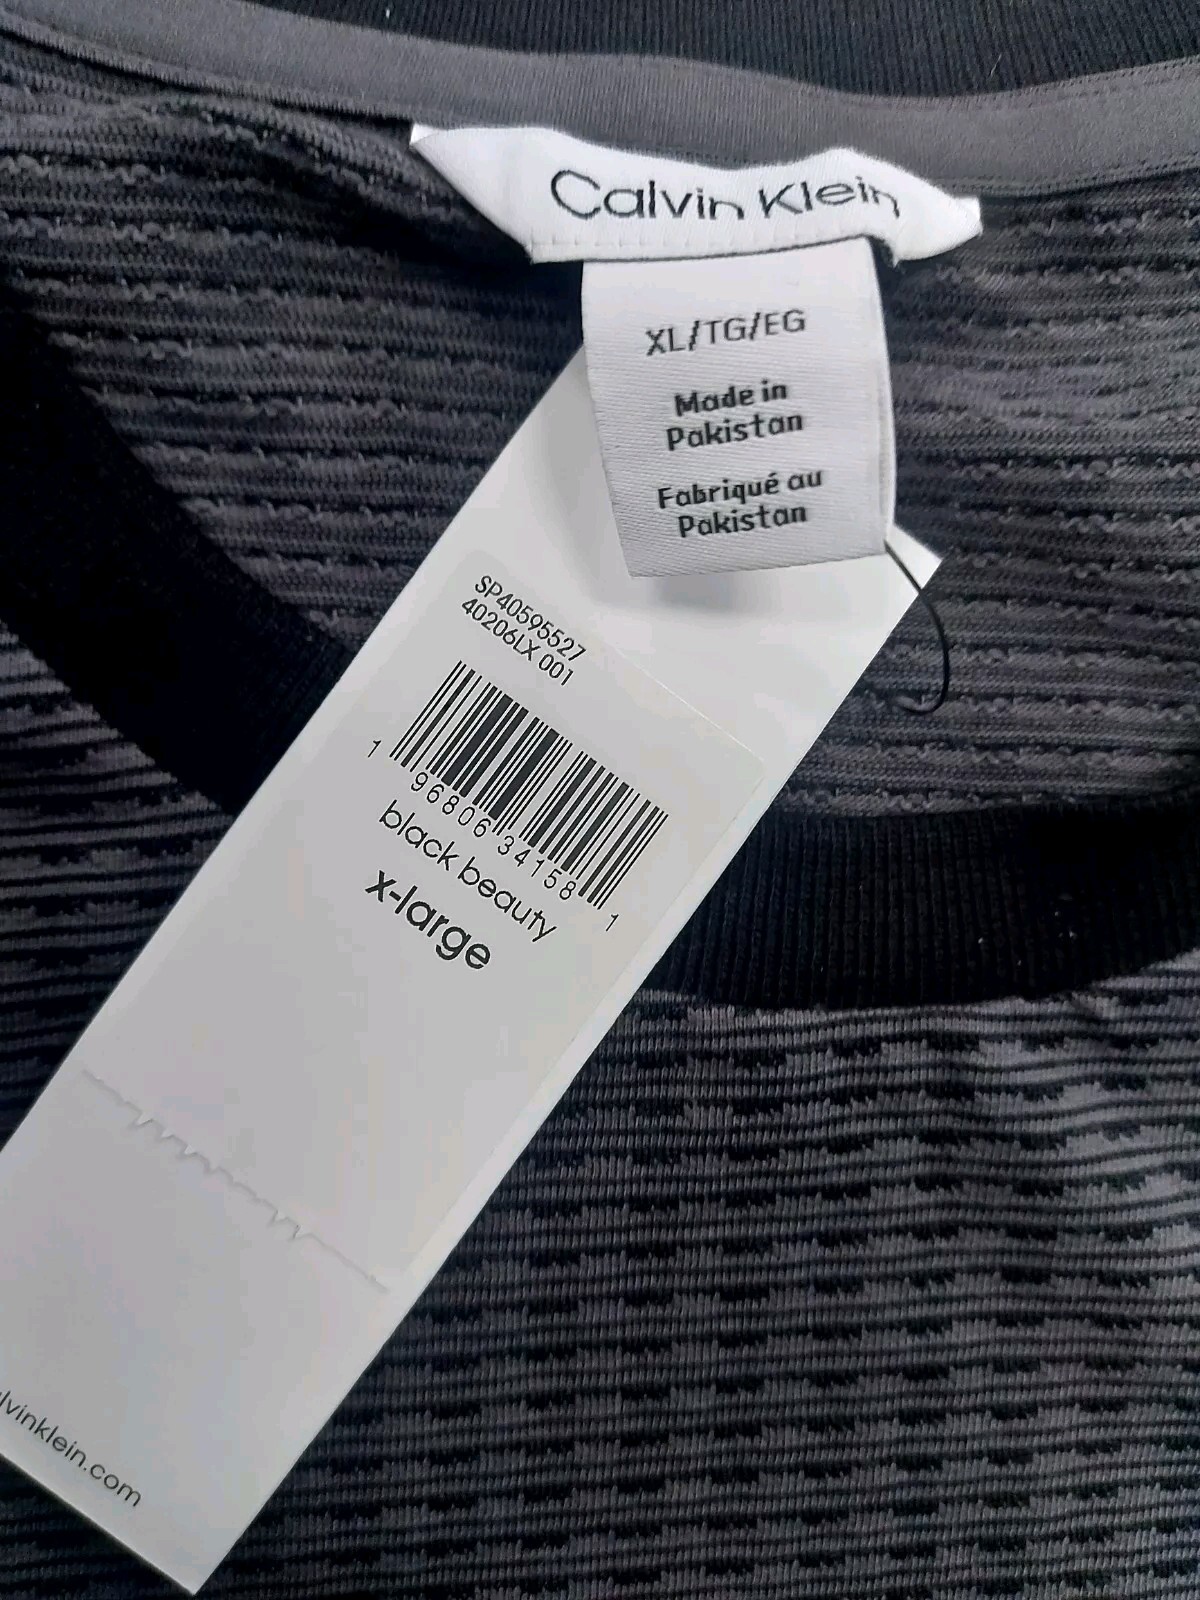 Calvin Klein
XL/TG/EG
Made in
Pakistan
Fabriqué au
Pakistan
SP40595527
40206LX 001
1 96806 34158 1
black beauty
x-large
lvinklein.com